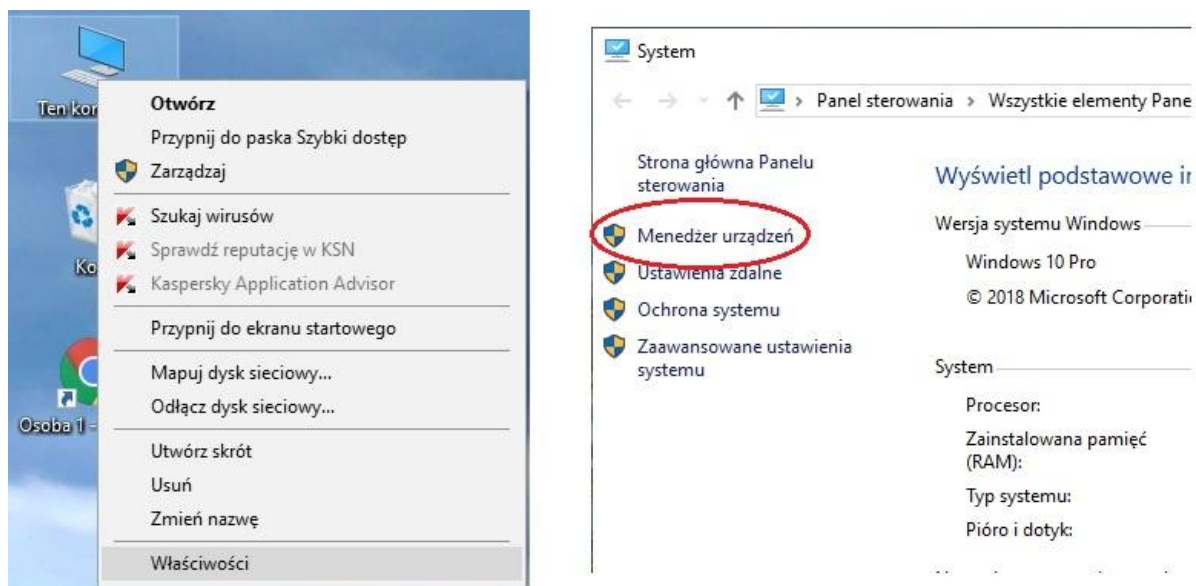 Ten kor
Otwórz
Przypnij do paska Szybki dostęp
Zarządzaj
Szukaj wirusów
Sprawdź reputację w KSN
Kaspersky Application Advisor
Przypnij do ekranu startowego
Mapuj dysk sieciowy...
Odłącz dysk sieciowy...
Utwórz skrót
Usuń
Zmień nazwę
Właściwości
Ko
Osoba 1 -
System
Panel sterowania > Wszystkie elementy Pane
Strona główna Panelu
sterowania
Menedżer urządzeń
Ustawienia zdalne
Ochrona systemu
Zaawansowane ustawienia
systemu
Wyświetl podstawowe ir
Wersja systemu Windows
Windows 10 Pro
© 2018 Microsoft Corporati
System
Procesor:
Zainstalowana pamięć
(RAM):
Typ systemu:
Pióro i dotyk: